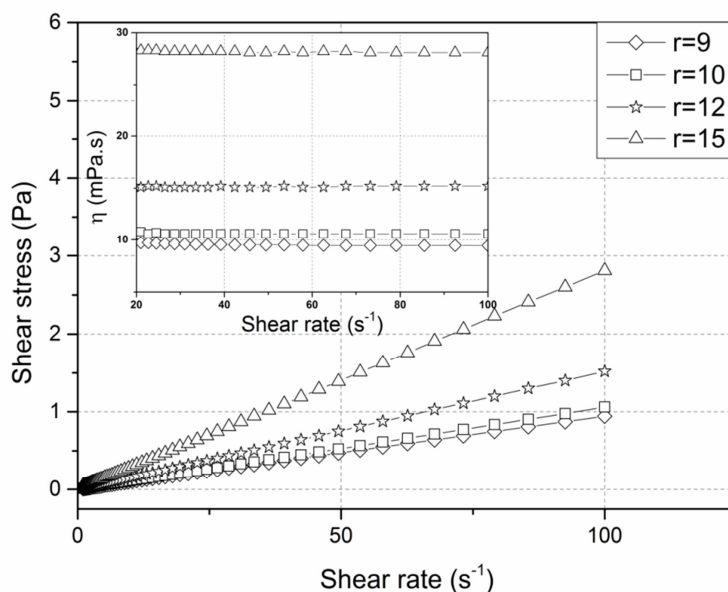 6
5
4
3
2
1
0
Shear stress (Pa)
0
50
100
Shear rate (s⁻¹)
30
20
10
η (mPa.s)
20
40
60
80
100
Shear rate (s⁻¹)
r=9
r=10
r=12
r=15